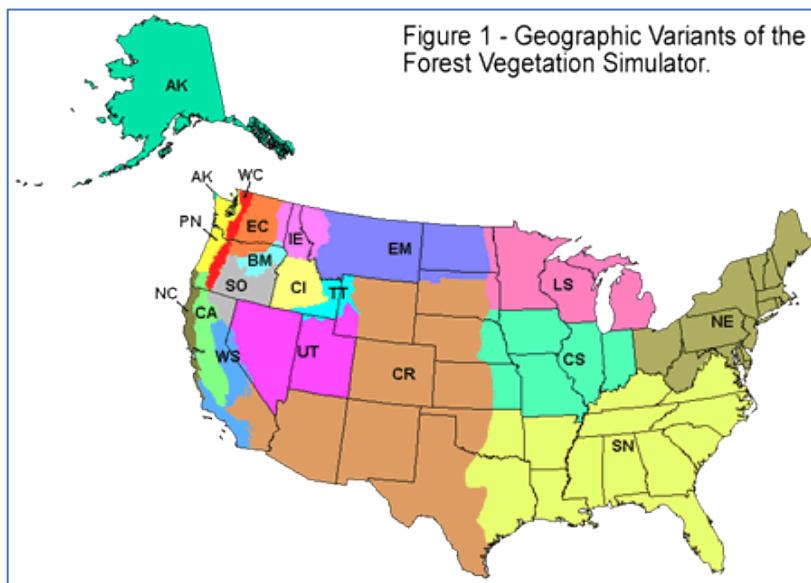 Figure 1 - Geographic Variants of the
Forest Vegetation Simulator.
AK
AK
WC
PN
EC
IE
EM
BM
LS
SO
CI
TT
NC
CA
NE
WS
UT
CS
CR
SN